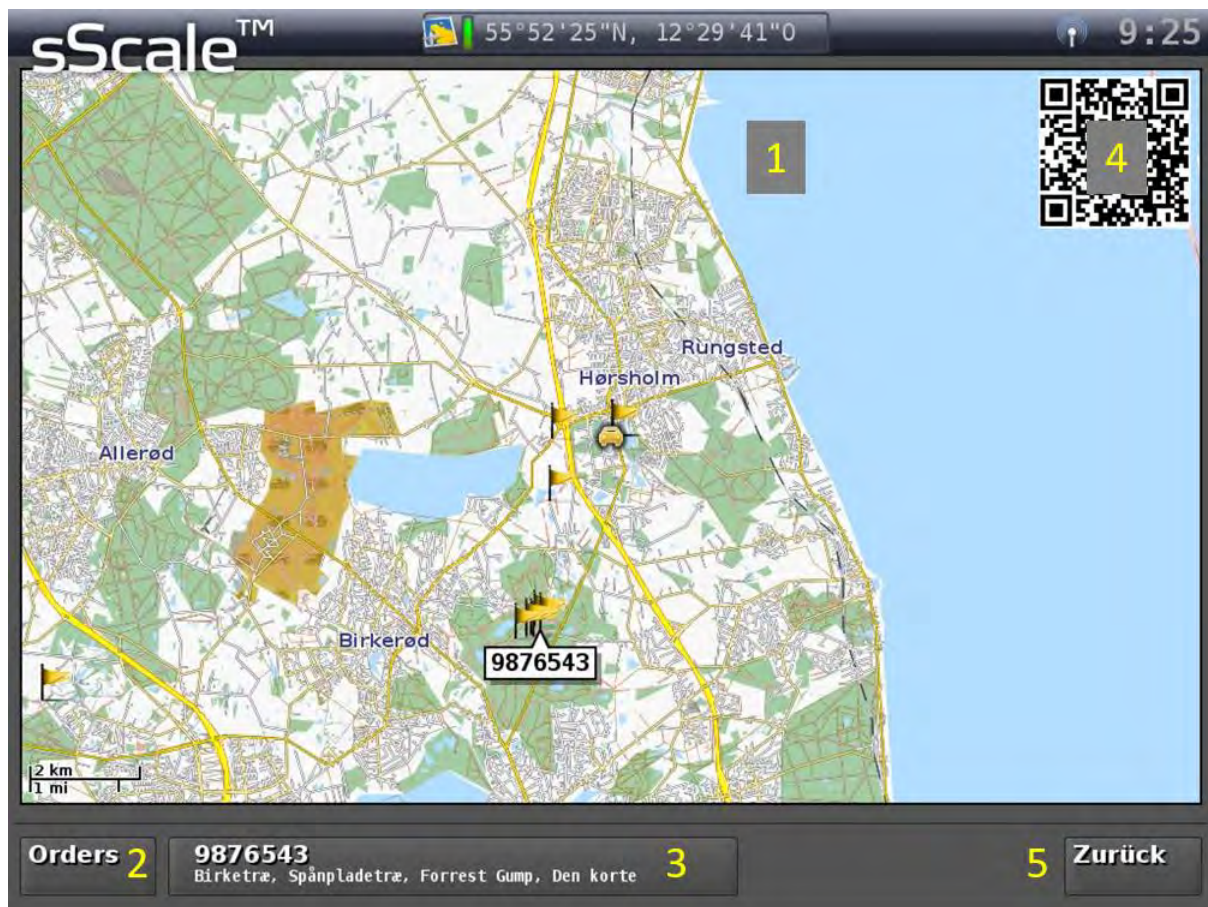 sScale™
55°52'25"N, 12°29'41"O
9:25
1
4
Rungsted
Hørsholm
Allerød
Birkerød
9876543
2 km
1 mi
Orders
2
9876543
Birketræ, Spånpladetræ, Forrest Gump, Den korte
3
5
Zurück